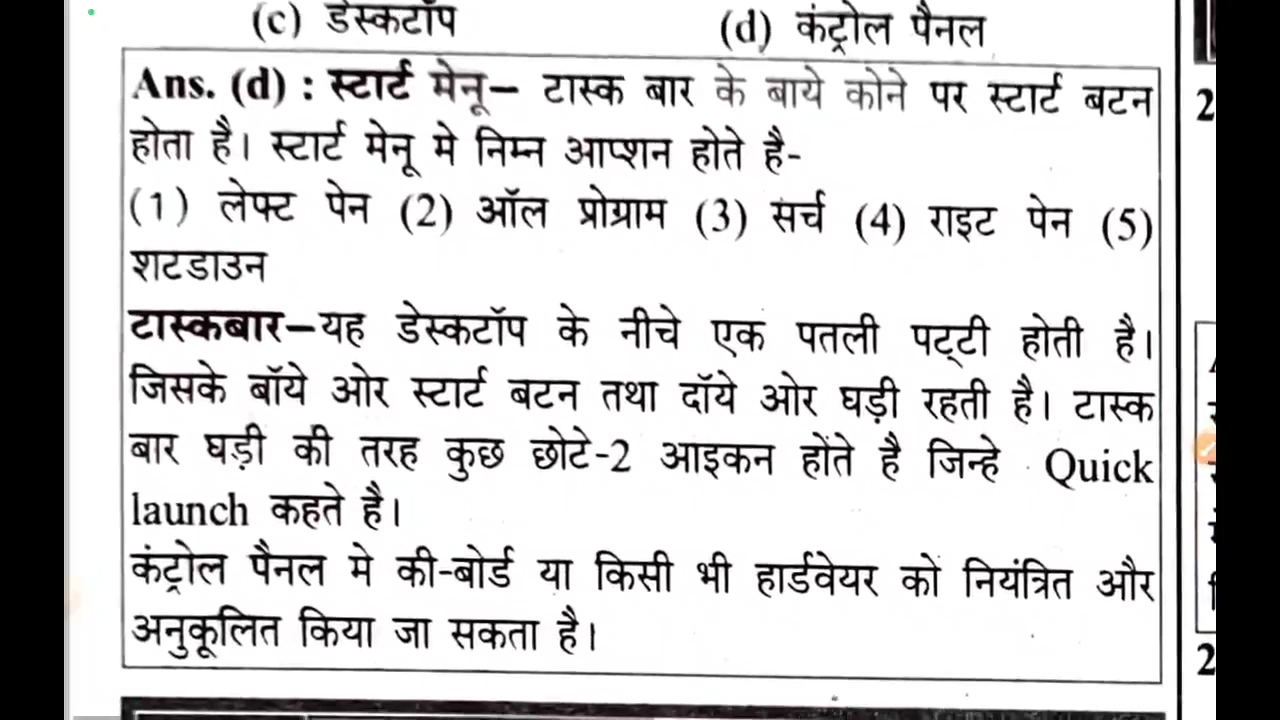 (c) डेस्कटॉप (d) कंट्रोल पैनल
Ans. (d) : स्टार्ट मेनू– टास्क बार के बाये कोने पर स्टार्ट बटन
होता है। स्टार्ट मेनू मे निम्न आप्शन होते है-
(1) लेफ्ट पेन (2) ऑल प्रोग्राम (3) सर्च (4) राइट पेन (5)
शटडाउन
टास्कबार–यह डेस्कटॉप के नीचे एक पतली पट्टी होती है।
जिसके बॉये ओर स्टार्ट बटन तथा दॉये ओर घड़ी रहती है। टास्क
बार घड़ी की तरह कुछ छोटे-2 आइकन होंते है जिन्हे Quick
launch कहते है।
कंट्रोल पैनल मे की-बोर्ड या किसी भी हार्डवेयर कों नियंत्रित और
अनुकूलित किया जा सकता है।
2
2